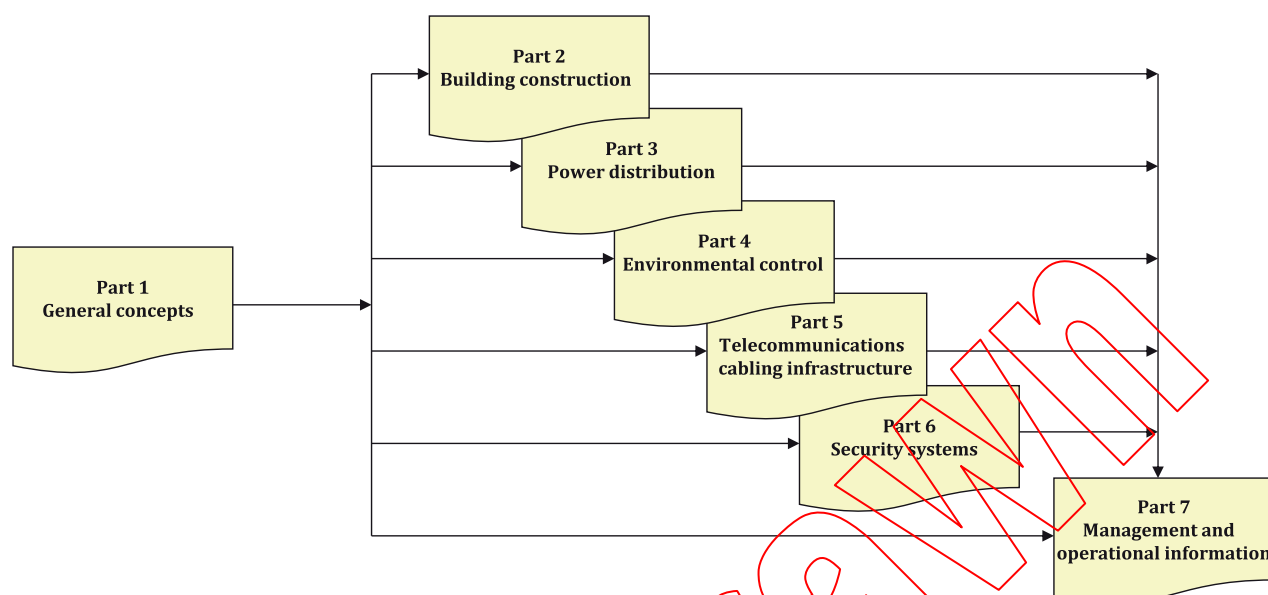 Part 2
Building construction
Part 3
Power distribution
Part 4
Environmental control
Part 1
General concepts
Part 5
Telecommunications
cabling infrastructure
Part 6
Security systems
Part 7
Management and
operational information